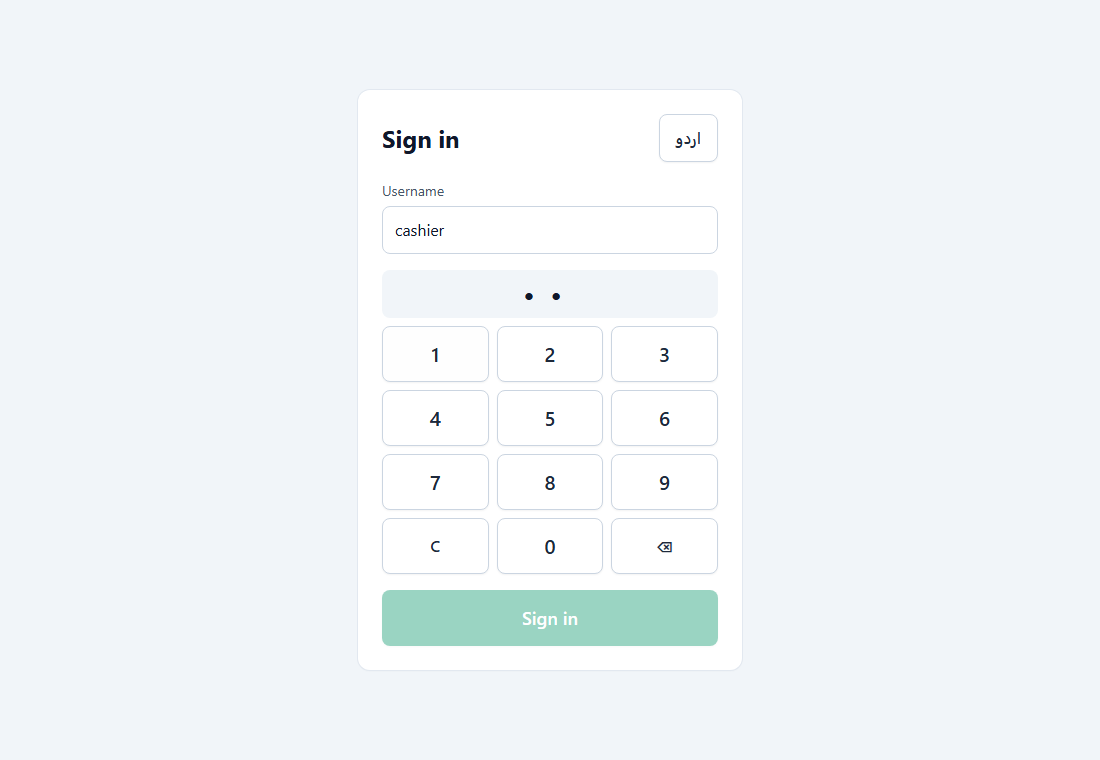 Sign in
اردو
Username
cashier
● ●
1 2 3
4 5 6
7 8 9
C 0 ⌫
Sign in